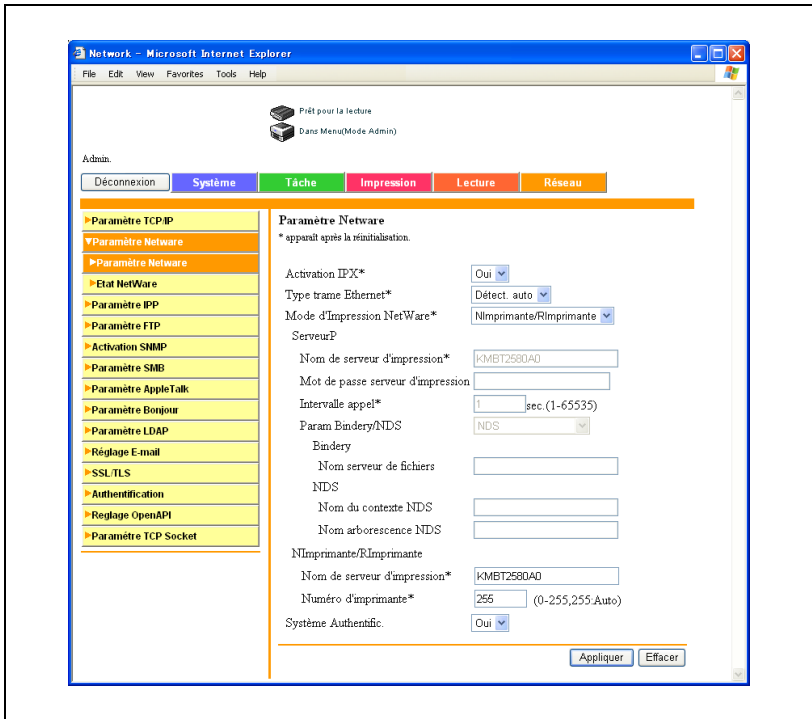 Network - Microsoft Internet Explorer
File Edit View Favorites Tools Help
Prêt pour la lecture
Dans Menu(Mode Admin)
Admin.
Déconnexion Système Tâche Impression Lecture Réseau
Paramètre TCP/IP
Paramètre Netware
Paramètre Netware
Etat NetWare
Paramètre IPP
Paramètre FTP
Activation SNMP
Paramètre SMB
Paramètre AppleTalk
Paramètre Bonjour
Paramètre LDAP
Réglage E-mail
SSL/TLS
Authentification
Reglage OpenAPI
Paramétre TCP Socket
Paramètre Netware
* apparaît après la réinitialisation.
Activation IPX* Oui
Type trame Ethernet* Détect. auto
Mode d'Impression NetWare* NImprimante/RImprimante
ServeurP
Nom de serveur d'impression* KMBT2580A0
Mot de passe serveur d'impression
Intervalle appel* 1 sec.(1-65535)
Param Bindery/NDS NDS
Bindery
Nom serveur de fichiers
NDS
Nom du contexte NDS
Nom arborescence NDS
NImprimante/RImprimante
Nom de serveur d'impression* KMBT2580A0
Numéro d'imprimante* 255 (0-255,255:Auto)
Système Authentific. Oui
Appliquer Effacer